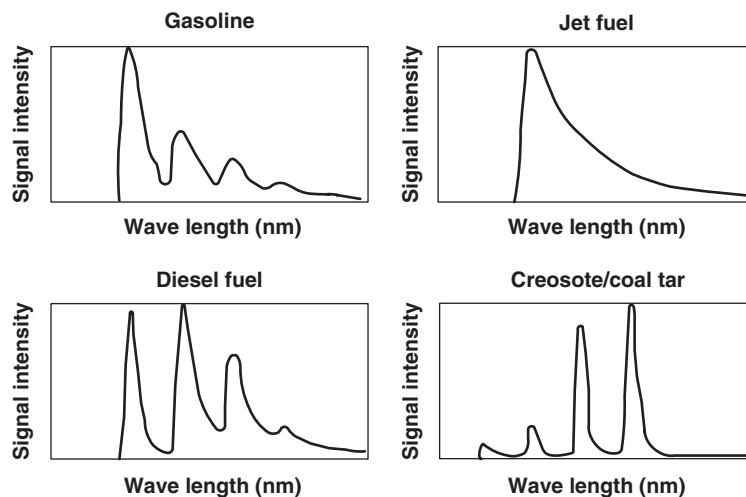 Gasoline
Signal intensity
Wave length (nm)
Jet fuel
Signal intensity
Wave length (nm)
Diesel fuel
Signal intensity
Wave length (nm)
Creosote/coal tar
Signal intensity
Wave length (nm)